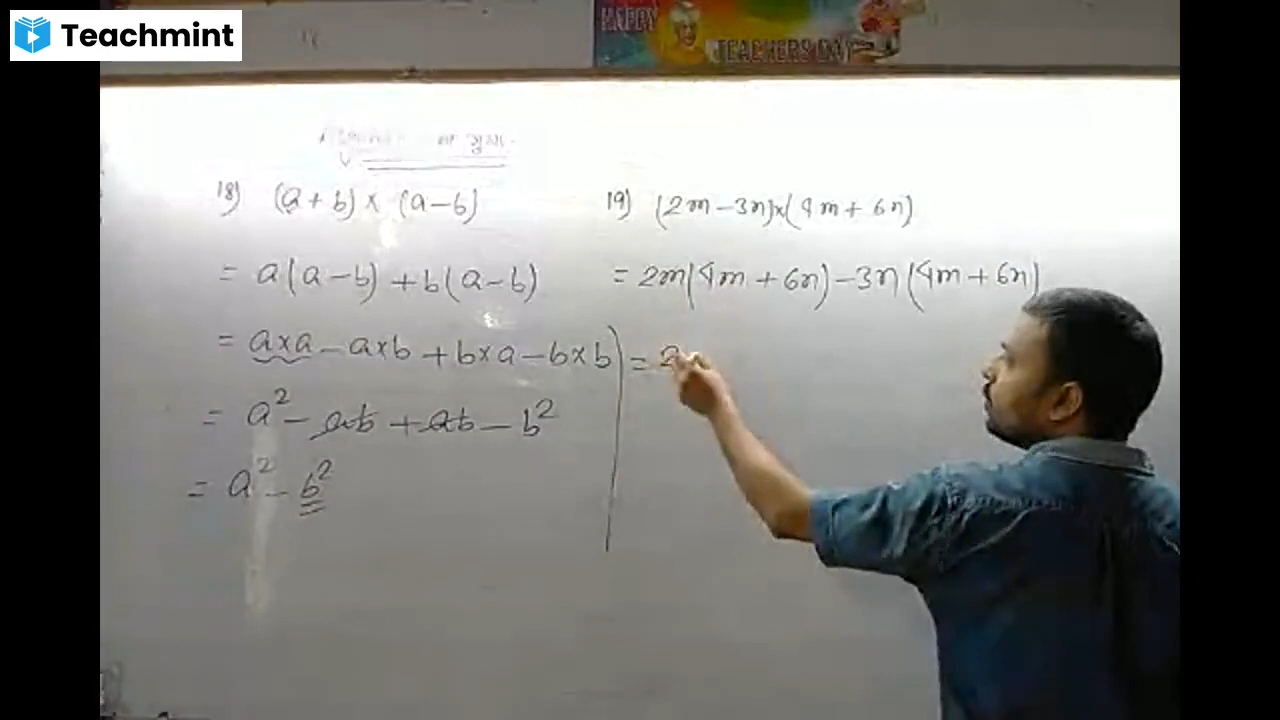 Teachmint
HAPPY
TEACHERS DAY
गुणा
18) (a + b) × (a - b)
= a(a - b) + b(a - b)
= a×a - a×b + b×a - b×b
= a² - ab + ab - b²
= a² - b²
19) (2m - 3n)×(4m + 6n)
= 2m(4m + 6n) - 3n(4m + 6n)
= 2